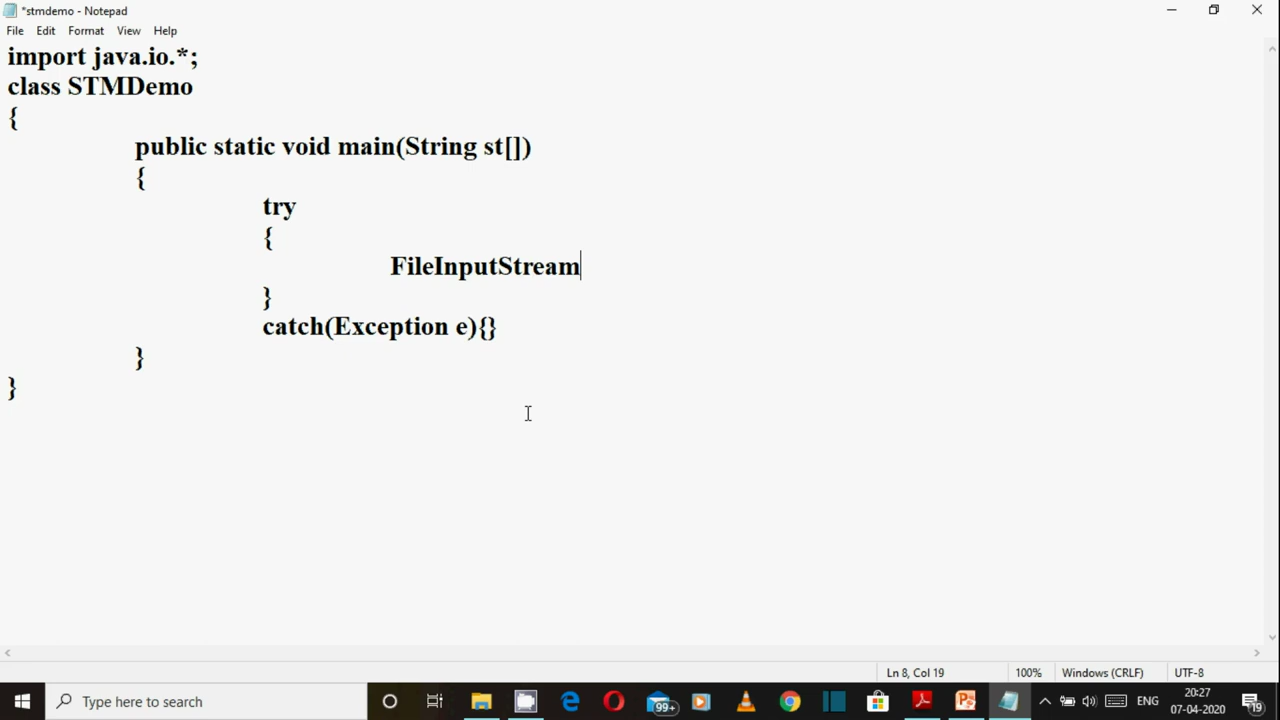 *stmdemo - Notepad
File Edit Format View Help
import java.io.*;
class STMDemo
{
public static void main(String st[])
{
try
{
FileInputStream
}
catch(Exception e){}
}
}
Ln 8, Col 19 100% Windows (CRLF) UTF-8
Type here to search
99+
ENG
20:27
07-04-2020
19